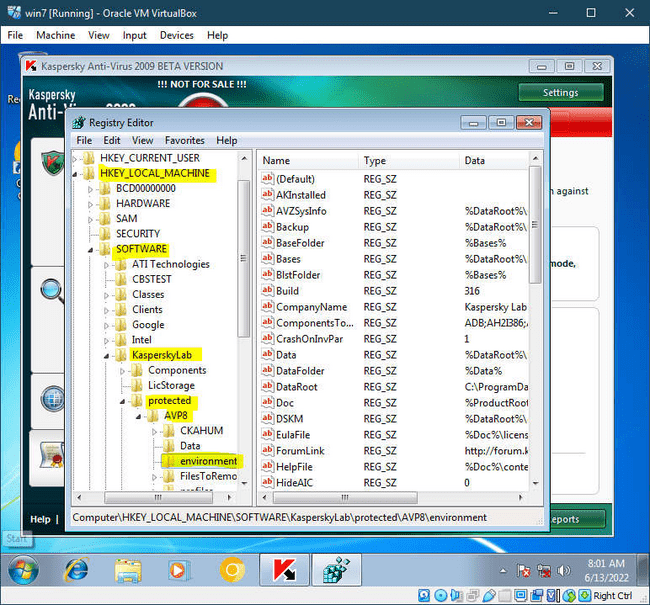 win7 [Running] - Oracle VM VirtualBox
File Machine View Input Devices Help
Kaspersky Anti-Virus 2009 BETA VERSION
!!! NOT FOR SALE !!!
Kaspersky
Anti-Virus 2009
Settings
Registry Editor
File Edit View Favorites Help
HKEY_CURRENT_USER
HKEY_LOCAL_MACHINE
BCD00000000
HARDWARE
SAM
SECURITY
SOFTWARE
ATI Technologies
CBSTEST
Classes
Clients
Google
Intel
KasperskyLab
Components
LicStorage
protected
AVP8
CKAHUM
Data
environment
FilesToRemo
profiles
Name Type Data
(Default) REG_SZ
AKInstalled REG_SZ
AVZSysInfo REG_SZ %DataRoot%\
Backup REG_SZ %DataRoot%\
BaseFolder REG_SZ %Bases%
Bases REG_SZ %DataRoot%\
BlstFolder REG_SZ %Bases%
Build REG_SZ 316
CompanyName REG_SZ Kaspersky Lab
ComponentsTo... REG_SZ ADB;AH2I386;
CrashOnInvPar REG_SZ 1
Data REG_SZ %DataRoot%\
DataFolder REG_SZ %Data%
DataRoot REG_SZ C:\ProgramDa
Doc REG_SZ %ProductRoot
DSKM REG_SZ %DataRoot%\
EulaFile REG_SZ %Doc%\licens
ForumLink REG_SZ http://forum.k
HelpFile REG_SZ %Doc%\conte
HideAIC REG_SZ 0
Computer\HKEY_LOCAL_MACHINE\SOFTWARE\KasperskyLab\protected\AVP8\environment
n against
mode,
Help |
Reports
Start
8:01 AM
6/13/2022
Right Ctrl